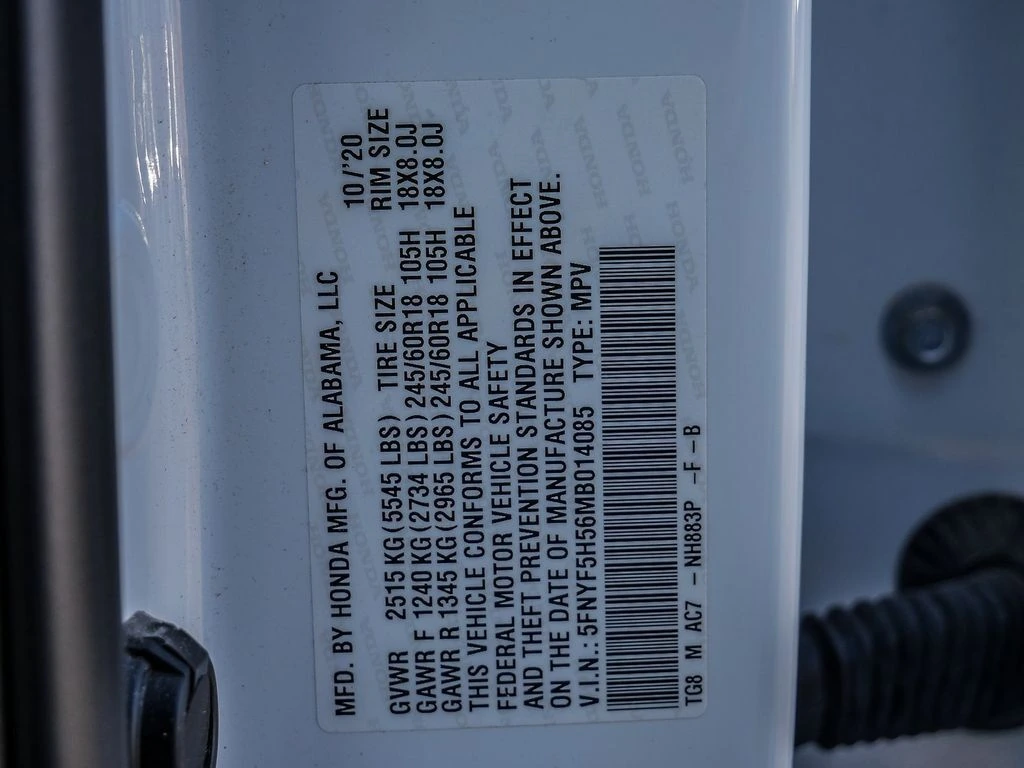 MFD. BY HONDA MFG. OF ALABAMA, LLC 10/'20
GVWR 2515 KG (5545 LBS) TIRE SIZE RIM SIZE
GAWR F 1240 KG (2734 LBS) 245/60R18 105H 18X8.0J
GAWR R 1345 KG (2965 LBS) 245/60R18 105H 18X8.0J
THIS VEHICLE CONFORMS TO ALL APPLICABLE
FEDERAL MOTOR VEHICLE SAFETY
AND THEFT PREVENTION STANDARDS IN EFFECT
ON THE DATE OF MANUFACTURE SHOWN ABOVE.
V.I.N.: 5FNYF5H56MB014085 TYPE: MPV
TG8 M AC7 -NH883P -F -B